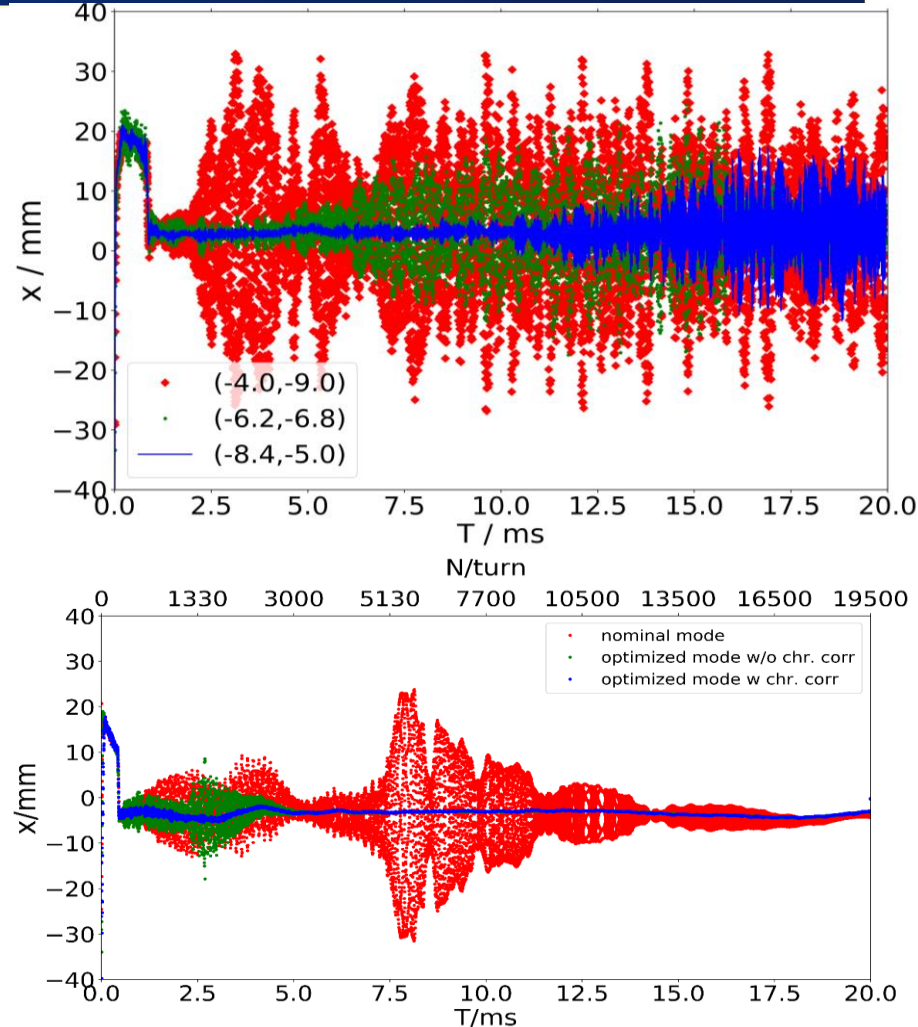 40
30
20
10
0
−10
−20
−30
−40
x / mm
(-4.0,-9.0)
(-6.2,-6.8)
(-8.4,-5.0)
0.0 2.5 5.0 7.5 10.0 12.5 15.0 17.5 20.0
T / ms
N/turn
0 1330 3000 5130 7700 10500 13500 16500 19500
40
30
20
10
0
−10
−20
−30
−40
x/mm
nominal mode
optimized mode w/o chr. corr
optimized mode w chr. corr
0.0 2.5 5.0 7.5 10.0 12.5 15.0 17.5 20.0
T/ms